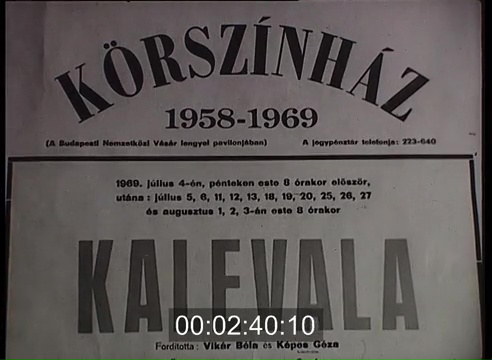 KÖRSZÍNHÁZ
1958-1969
(A Budapesti Nemzetközi Vásár lengyel pavilonjában) A jegypénztár telefonja: 223-640
1969. július 4-én, pénteken este 8 órakor először,
utána: július 5, 6, 11, 12, 13, 18, 19, 20, 25, 26, 27
és augusztus 1, 2, 3-án este 8 órakor
KALEVALA
00:02:40:10
Fordította: Vikár Béla és Képes Géza